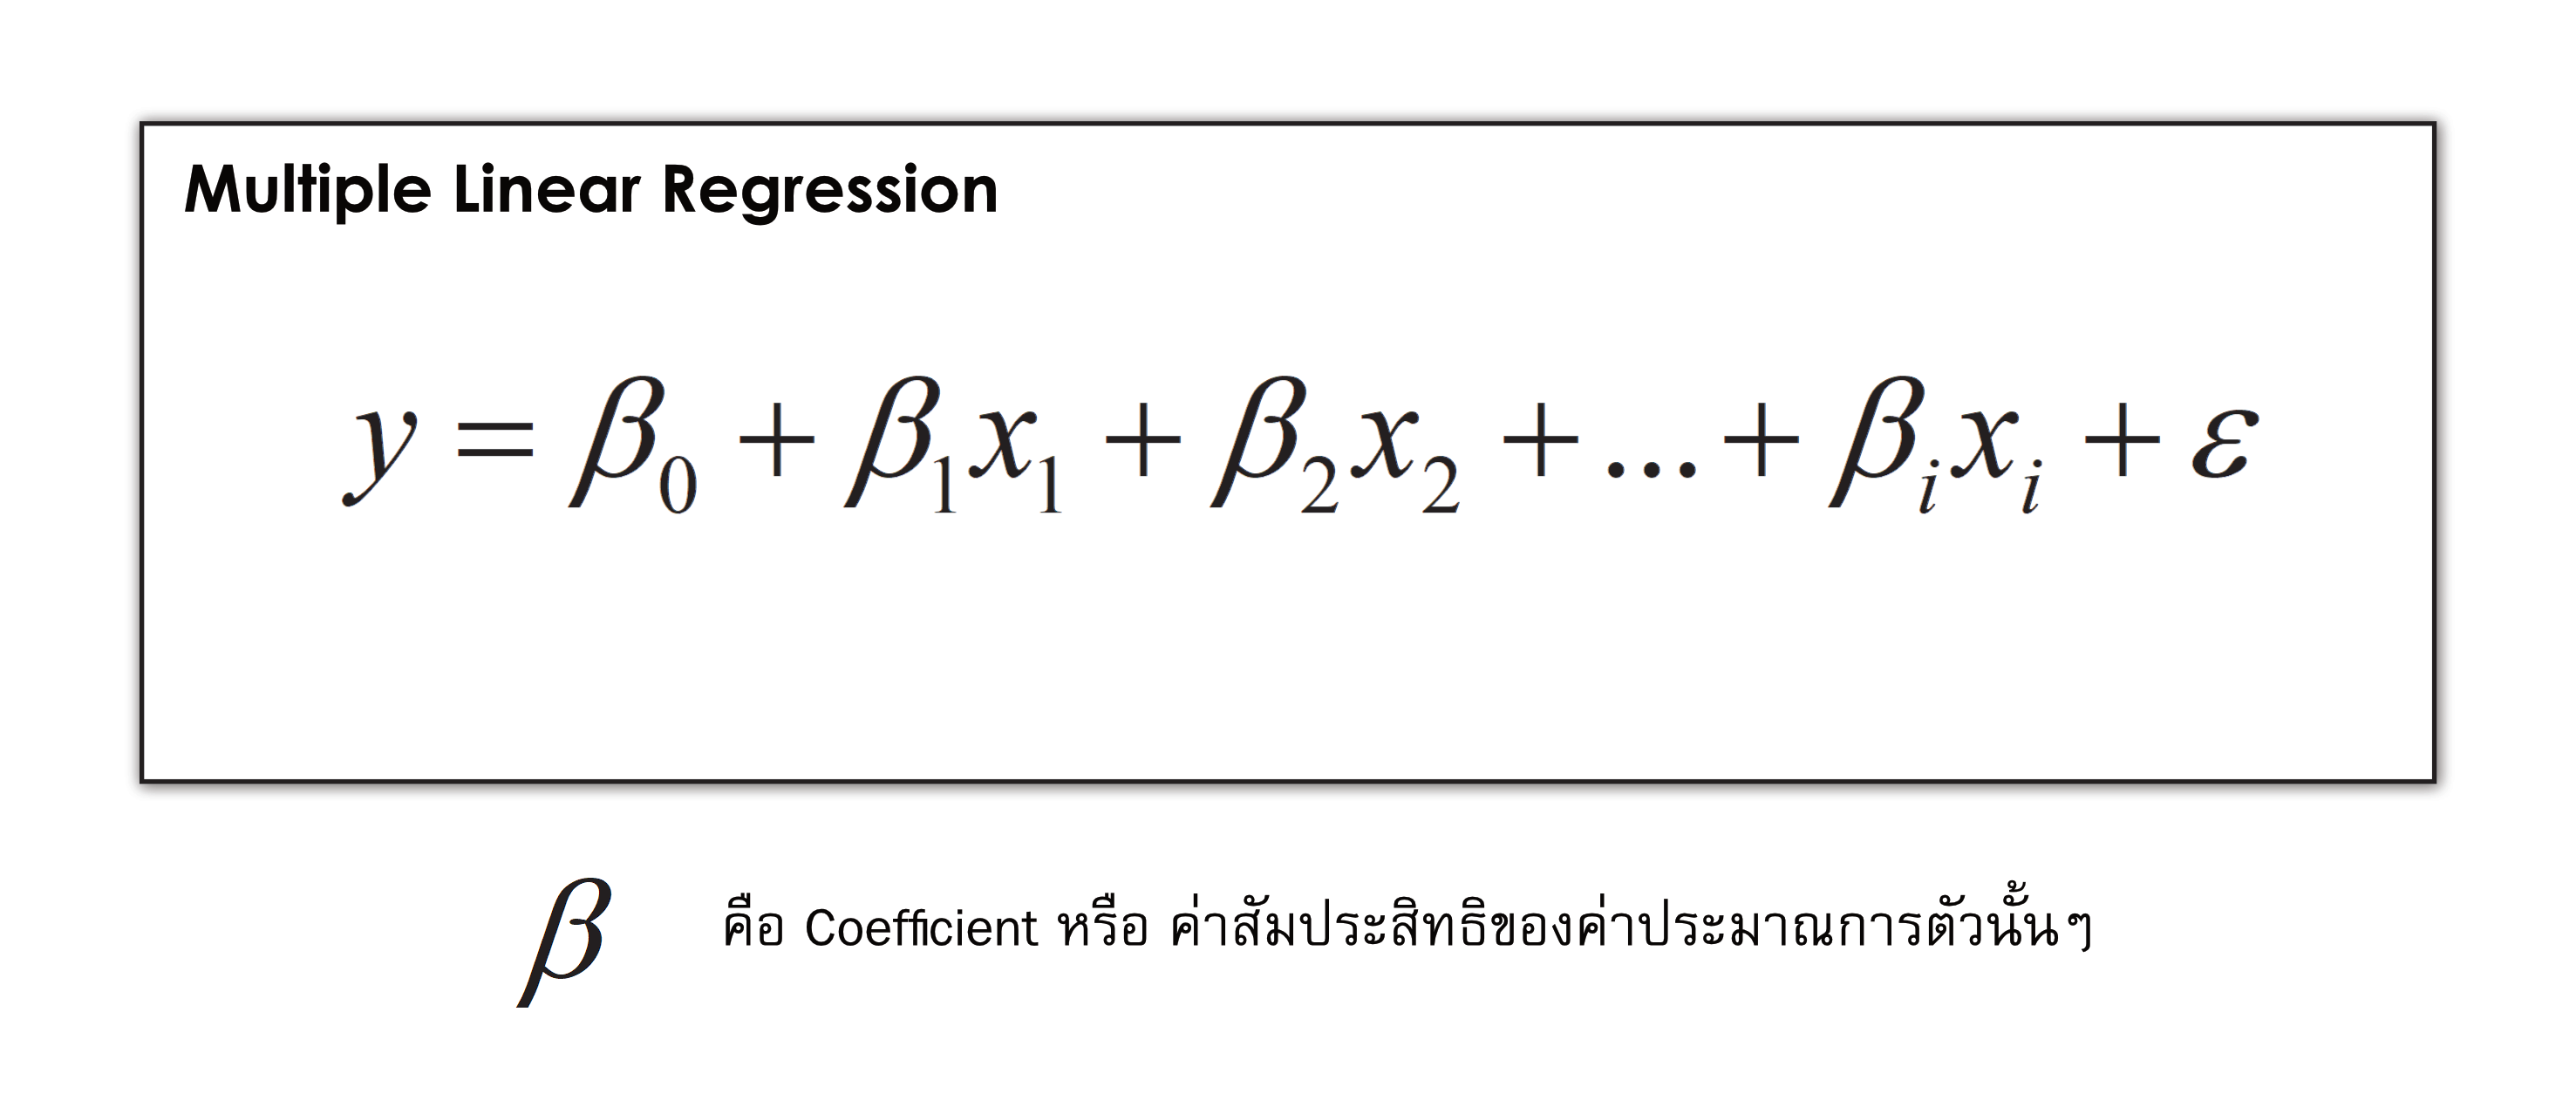 Multiple Linear Regression
y = β₀ + β₁x₁ + β₂x₂ + ... + βᵢxᵢ + ε
β คือ Coefficient หรือ ค่าสัมประสิทธิของค่าประมาณการตัวนั้นๆ